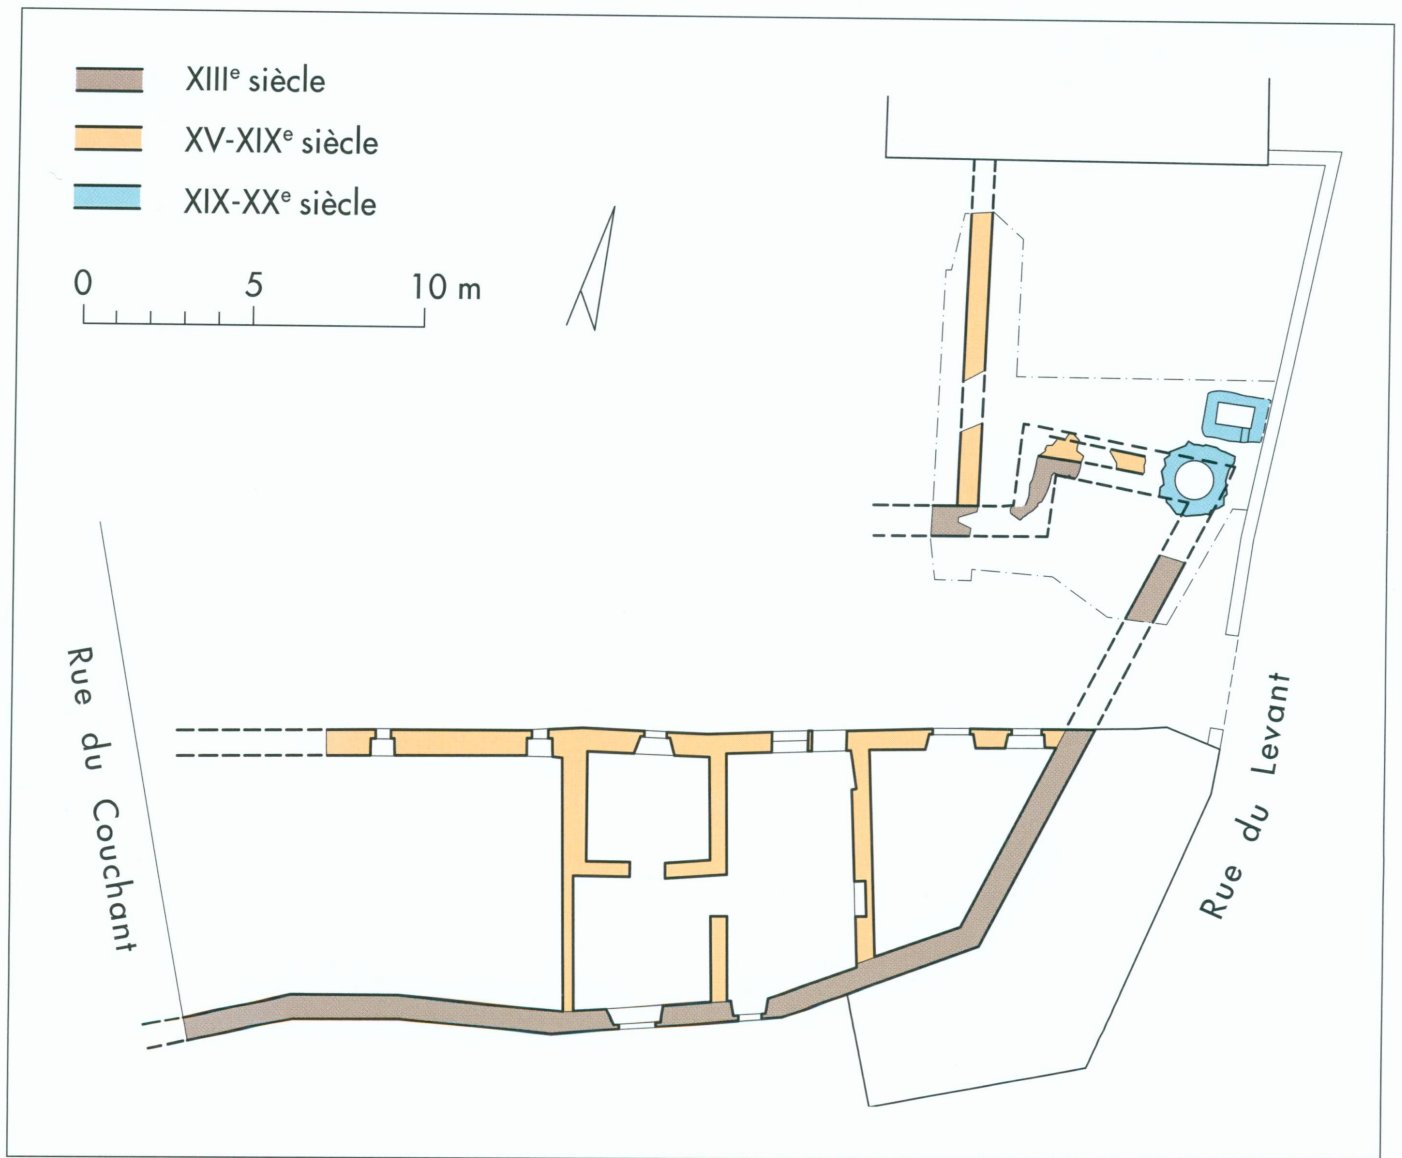 XIIIe siècle
XV-XIXe siècle
XIX-XXe siècle
0 5 10 m
Rue du Couchant
Rue du Levant